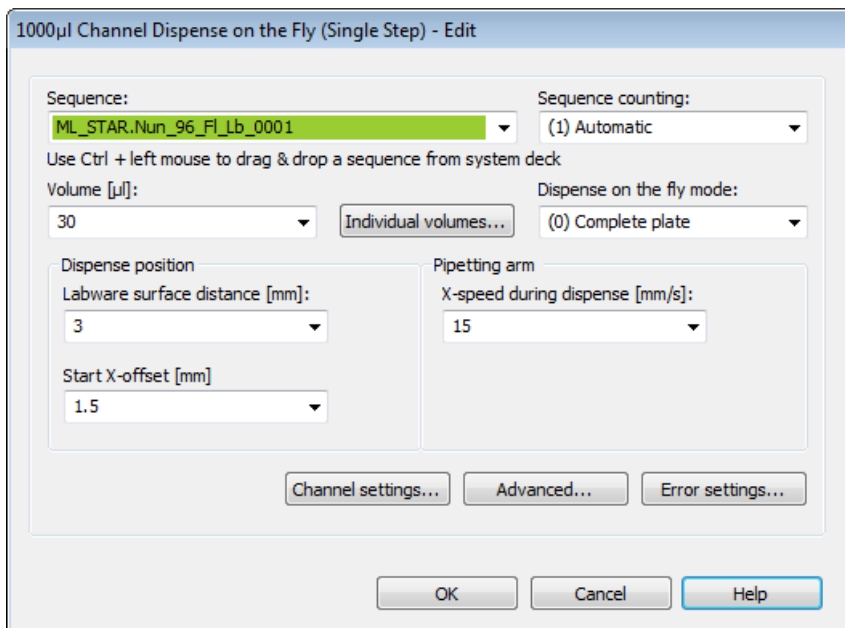 1000µl Channel Dispense on the Fly (Single Step) - Edit
Sequence:
Sequence counting:
ML_STAR.Nun_96_Fl_Lb_0001
(1) Automatic
Use Ctrl + left mouse to drag & drop a sequence from system deck
Volume [µl]:
Dispense on the fly mode:
30
Individual volumes...
(0) Complete plate
Dispense position
Labware surface distance [mm]:
3
Start X-offset [mm]
1.5
Pipetting arm
X-speed during dispense [mm/s]:
15
Channel settings...
Advanced...
Error settings...
OK
Cancel
Help